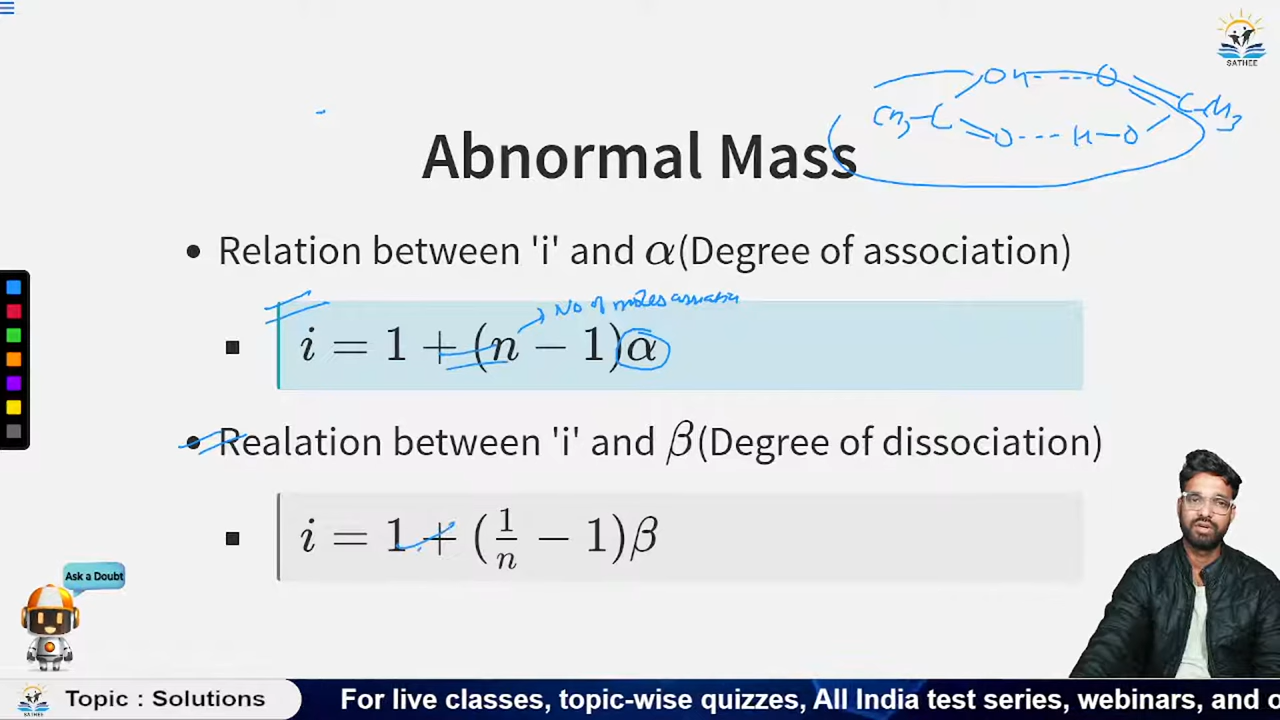 SATHEE
OH --- O
CH3-C
C-CH3
O --- H-O
Abnormal Mass
• Relation between 'i' and α(Degree of association)
No of moles
▪ i = 1 + (n − 1)α
• Realation between 'i' and β(Degree of dissociation)
▪ i = 1 + (1/n − 1)β
Ask a Doubt
SATHEE
Topic : Solutions
For live classes, topic-wise quizzes, All India test series, webinars, and